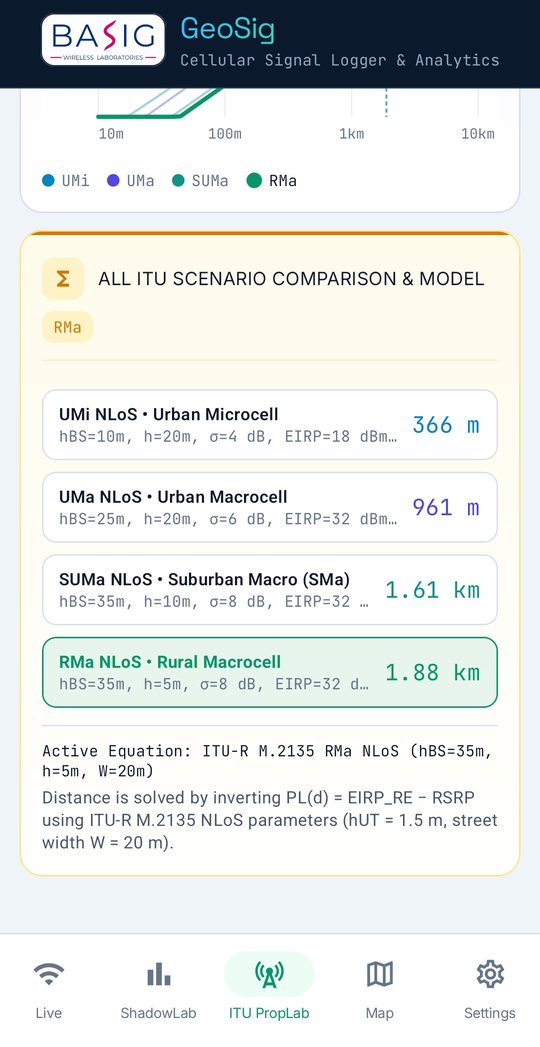 BASIG
WIRELESS LABORATORIES
GeoSig
Cellular Signal Logger & Analytics
10m 100m 1km 10km
UMi UMa SUMa RMa
Σ ALL ITU SCENARIO COMPARISON & MODEL
RMa
UMi NLoS • Urban Microcell
hBS=10m, h=20m, σ=4 dB, EIRP=18 dBm…
366 m
UMa NLoS • Urban Macrocell
hBS=25m, h=20m, σ=6 dB, EIRP=32 dBm…
961 m
SUMa NLoS • Suburban Macro (SMa)
hBS=35m, h=10m, σ=8 dB, EIRP=32 …
1.61 km
RMa NLoS • Rural Macrocell
hBS=35m, h=5m, σ=8 dB, EIRP=32 d…
1.88 km
Active Equation: ITU-R M.2135 RMa NLoS (hBS=35m,
h=5m, W=20m)
Distance is solved by inverting PL(d) = EIRP_RE − RSRP
using ITU-R M.2135 NLoS parameters (hUT = 1.5 m, street
width W = 20 m).
Live ShadowLab ITU PropLab Map Settings